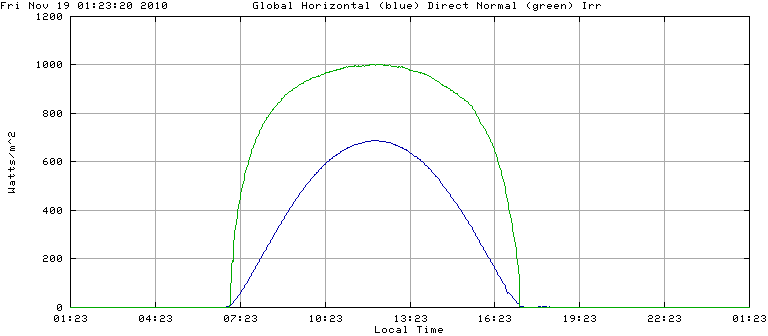 Fri Nov 19 01:23:20 2010 Global Horizontal (blue) Direct Normal (green) Irr
1200
1000
800
600
400
200
0
Watts/m^2
01:23 04:23 07:23 10:23 13:23 16:23 19:23 22:23 01:23
Local Time